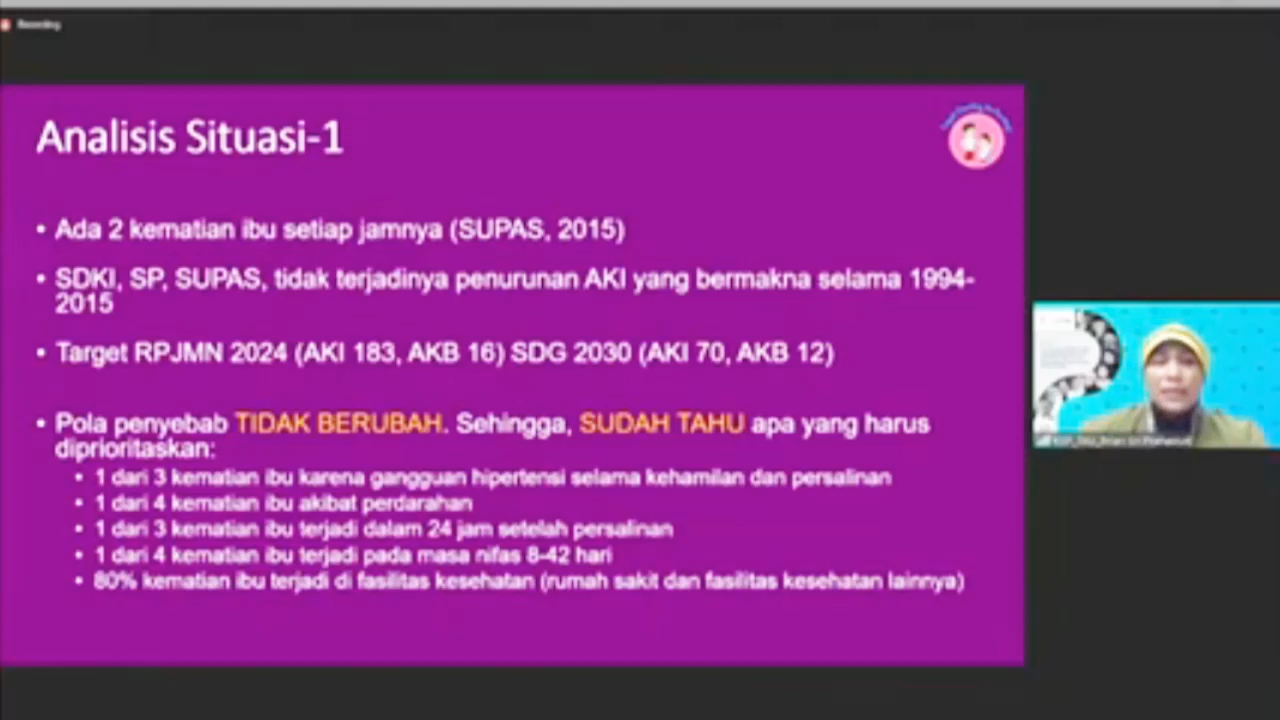 Recording
Analisis Situasi-1
• Ada 2 kematian ibu setiap jamnya (SUPAS, 2015)
• SDKI, SP, SUPAS, tidak terjadinya penurunan AKI yang bermakna selama 1994-
2015
• Target RPJMN 2024 (AKI 183, AKB 16) SDG 2030 (AKI 70, AKB 12)
• Pola penyebab TIDAK BERUBAH. Sehingga, SUDAH TAHU apa yang harus
diprioritaskan:
• 1 dari 3 kematian ibu karena gangguan hipertensi selama kehamilan dan persalinan
• 1 dari 4 kematian ibu akibat perdarahan
• 1 dari 3 kematian ibu terjadi dalam 24 jam setelah persalinan
• 1 dari 4 kematian ibu terjadi pada masa nifas 8-42 hari
• 80% kematian ibu terjadi di fasilitas kesehatan (rumah sakit dan fasilitas kesehatan lainnya)